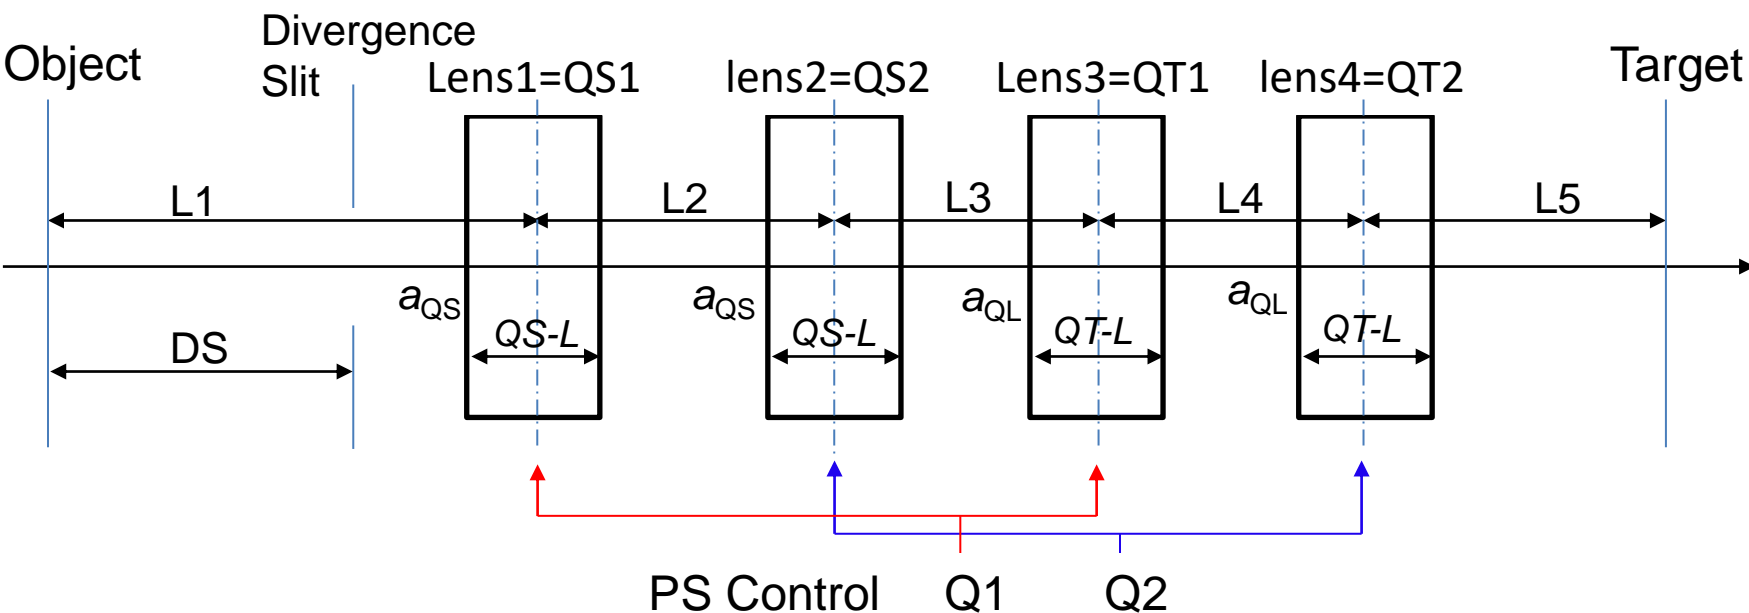 Object
Divergence
Slit
Lens1=QS1
lens2=QS2
Lens3=QT1
lens4=QT2
Target
L1
L2
L3
L4
L5
aQS
aQS
aQL
aQL
DS
QS-L
QS-L
QT-L
QT-L
PS Control
Q1
Q2